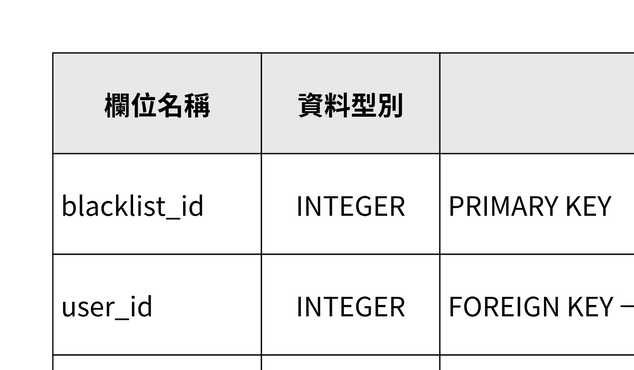 欄位名稱 資料型別
blacklist_id INTEGER PRIMARY KEY
user_id INTEGER FOREIGN KEY –